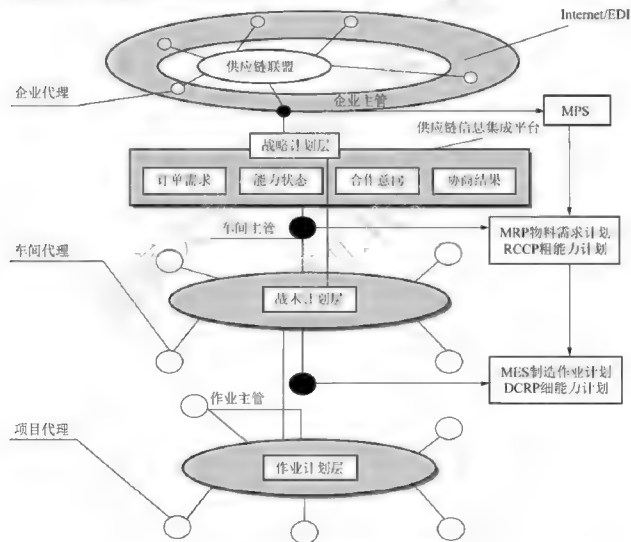 Internet/EDI
供应链联盟
企业代理
企业主管
MPS
供应链信息集成平台
战略计划层
订单需求
能力状态
合作意向
协商结果
车间主管
MRP物料需求计划
RCCP粗能力计划
车间代理
战术计划层
MES制造作业计划
DCRP细能力计划
作业主管
项目代理
作业计划层